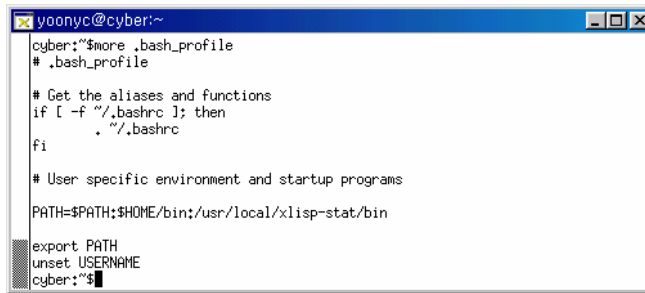 yoonyc@cyber:~
cyber:~$more .bash_profile
# .bash_profile
# Get the aliases and functions
if [ -f ~/.bashrc ]; then
        . ~/.bashrc
fi
# User specific environment and startup programs
PATH=$PATH:$HOME/bin:/usr/local/xlisp-stat/bin
export PATH
unset USERNAME
cyber:~$